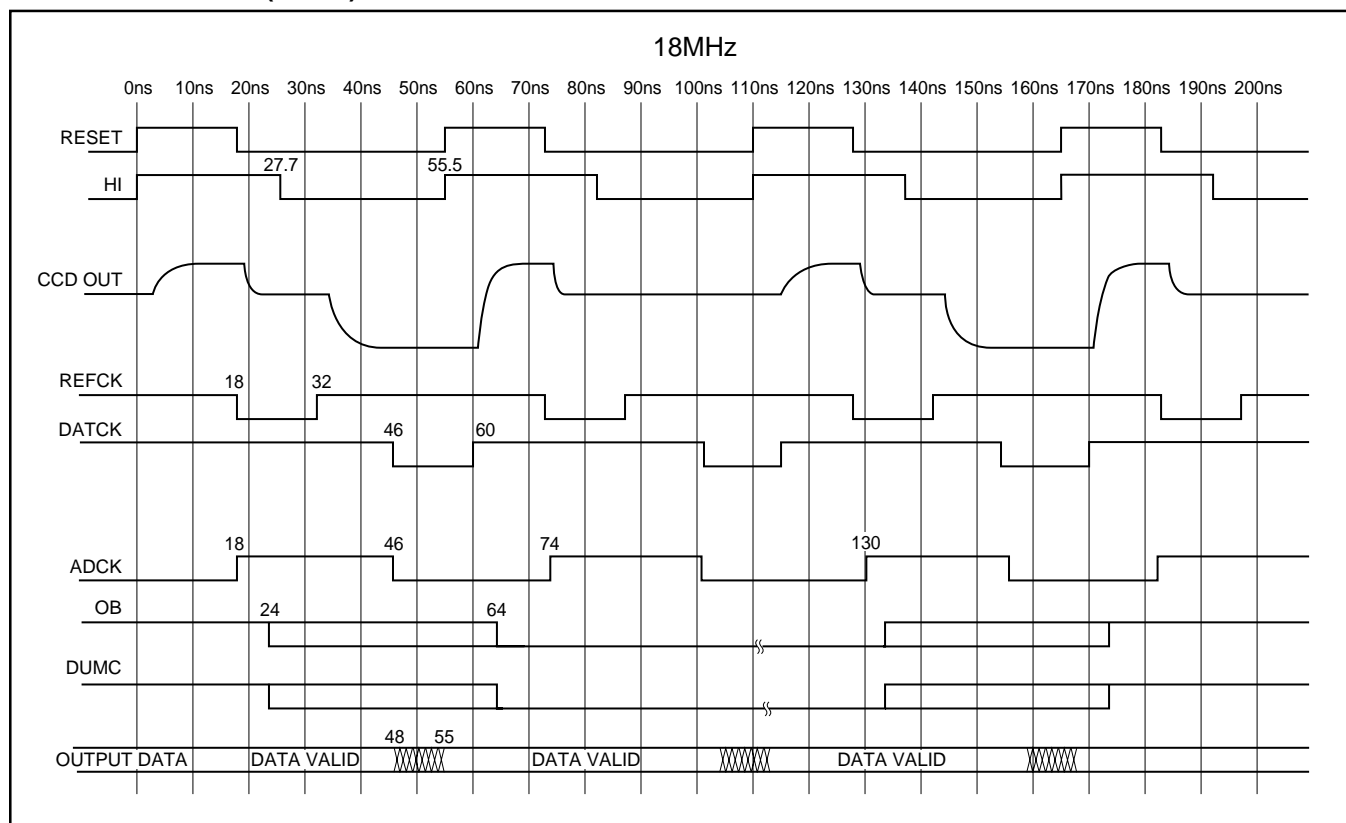 18MHz
0ns 10ns 20ns 30ns 40ns 50ns 60ns 70ns 80ns 90ns 100ns 110ns 120ns 130ns 140ns 150ns 160ns 170ns 180ns 190ns 200ns
RESET
27.7 55.5
HI
CCD OUT
REFCK 18 32
DATCK 46 60
18 46 74 130
ADCK
OB 24 64
DUMC
48 55
OUTPUT DATA DATA VALID DATA VALID DATA VALID